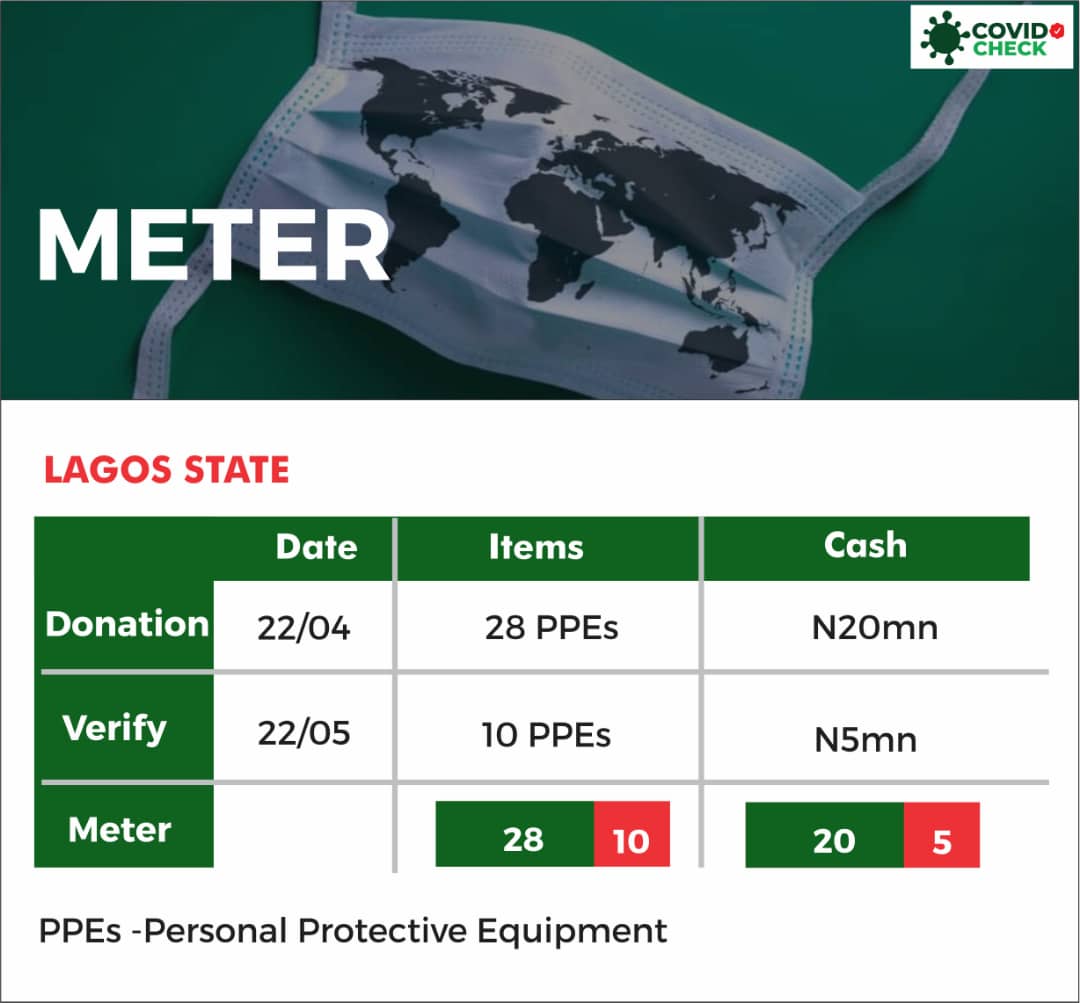 COVID
CHECK
METER
LAGOS STATE
Date Items Cash
Donation 22/04 28 PPEs N20mn
Verify 22/05 10 PPEs N5mn
Meter 28 10 20 5
PPEs -Personal Protective Equipment